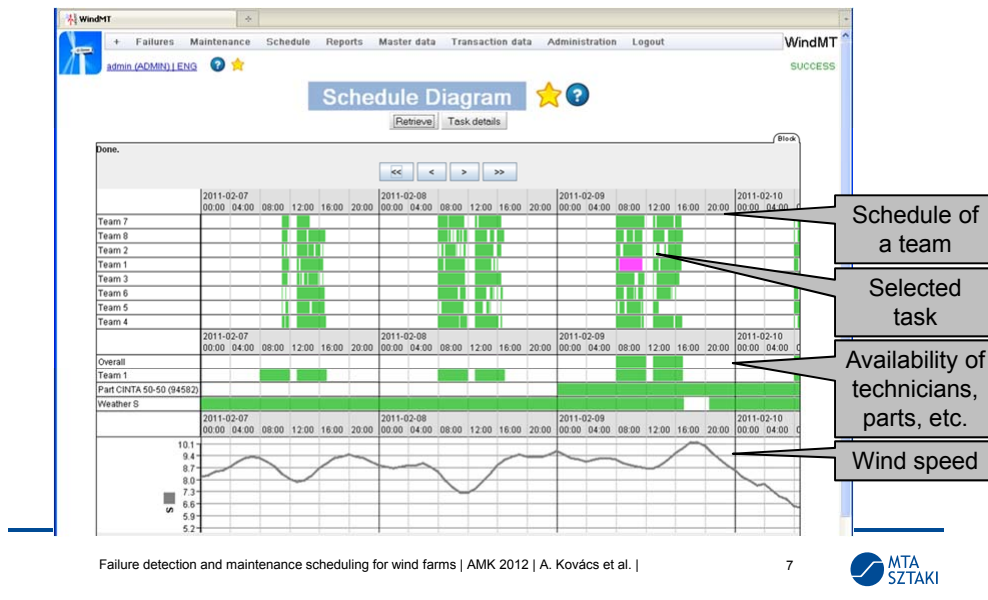 WindMT
+ Failures Maintenance Schedule Reports Master data Transaction data Administration Logout WindMT
admin (ADMIN) | ENG ? SUCCESS
Schedule Diagram ?
Retrieve Task details
Block
Done.
<< < > >>
2011-02-07 2011-02-08 2011-02-09 2011-02-10
00:00 04:00 08:00 12:00 16:00 20:00 00:00 04:00 08:00 12:00 16:00 20:00 00:00 04:00 08:00 12:00 16:00 20:00 00:00 04:00
Team 7
Team 8
Team 2
Team 1
Team 3
Team 6
Team 5
Team 4
Schedule of
a team
Selected
task
2011-02-07 2011-02-08 2011-02-09 2011-02-10
00:00 04:00 08:00 12:00 16:00 20:00 00:00 04:00 08:00 12:00 16:00 20:00 00:00 04:00 08:00 12:00 16:00 20:00 00:00 04:00
Overall
Team 1
Part CINTA 50-50 (94582)
Weather S
Availability of
technicians,
parts, etc.
2011-02-07 2011-02-08 2011-02-09 2011-02-10
00:00 04:00 08:00 12:00 16:00 20:00 00:00 04:00 08:00 12:00 16:00 20:00 00:00 04:00 08:00 12:00 16:00 20:00 00:00 04:00
10.1
9.4
8.7
8.0
7.3
6.6
5.9
5.2
S
Wind speed
Failure detection and maintenance scheduling for wind farms | AMK 2012 | A. Kovács et al. | 7
MTA
SZTAKI